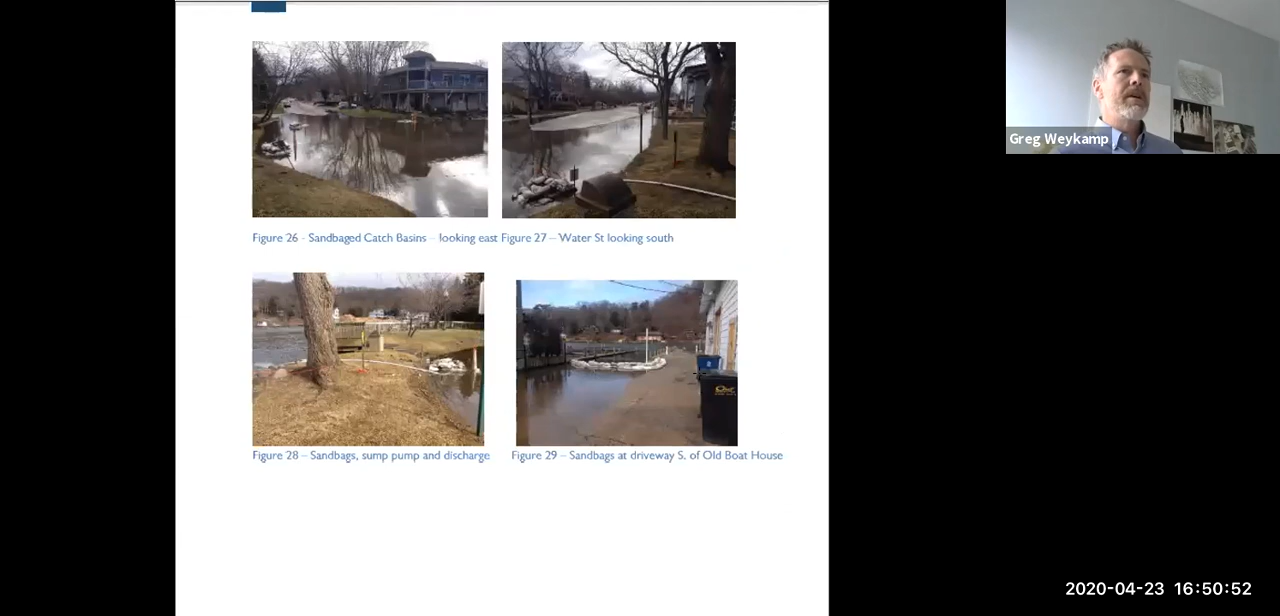 Greg Weykamp
Figure 26 - Sandbaged Catch Basins – looking east Figure 27 – Water St looking south
Figure 28 – Sandbags, sump pump and discharge
Figure 29 – Sandbags at driveway S. of Old Boat House
2020-04-23 16:50:52